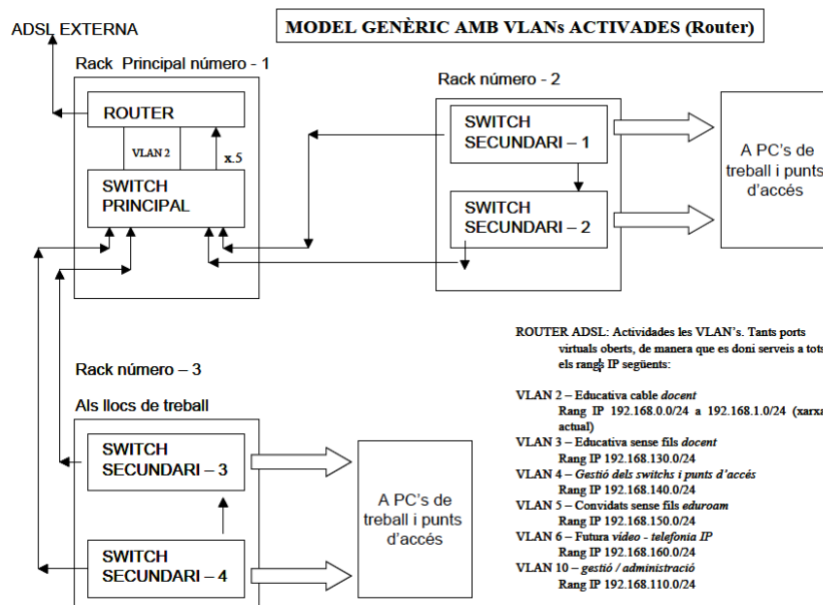 ADSL EXTERNA
MODEL GENÈRIC AMB VLANs ACTIVADES (Router)
Rack Principal número - 1
ROUTER
VLAN 2
x.5
SWITCH
PRINCIPAL
Rack número - 2
SWITCH
SECUNDARI – 1
SWITCH
SECUNDARI – 2
A PC's de
treball i punts
d'accés
Rack número – 3
Als llocs de treball
SWITCH
SECUNDARI – 3
SWITCH
SECUNDARI – 4
A PC's de
treball i punts
d'accés
ROUTER ADSL: Actividades les VLAN's. Tants ports
virtuals oberts, de manera que es doni serveis a tots
els rangs IP següents:
VLAN 2 – Educativa cable docent
Rang IP 192.168.0.0/24 a 192.168.1.0/24 (xarxa
actual)
VLAN 3 – Educativa sense fils docent
Rang IP 192.168.130.0/24
VLAN 4 – Gestió dels switchs i punts d'accés
Rang IP 192.168.140.0/24
VLAN 5 – Convidats sense fils eduroam
Rang IP 192.168.150.0/24
VLAN 6 – Futura vídeo - telefonia IP
Rang IP 192.168.160.0/24
VLAN 10 – gestió / administració
Rang IP 192.168.110.0/24